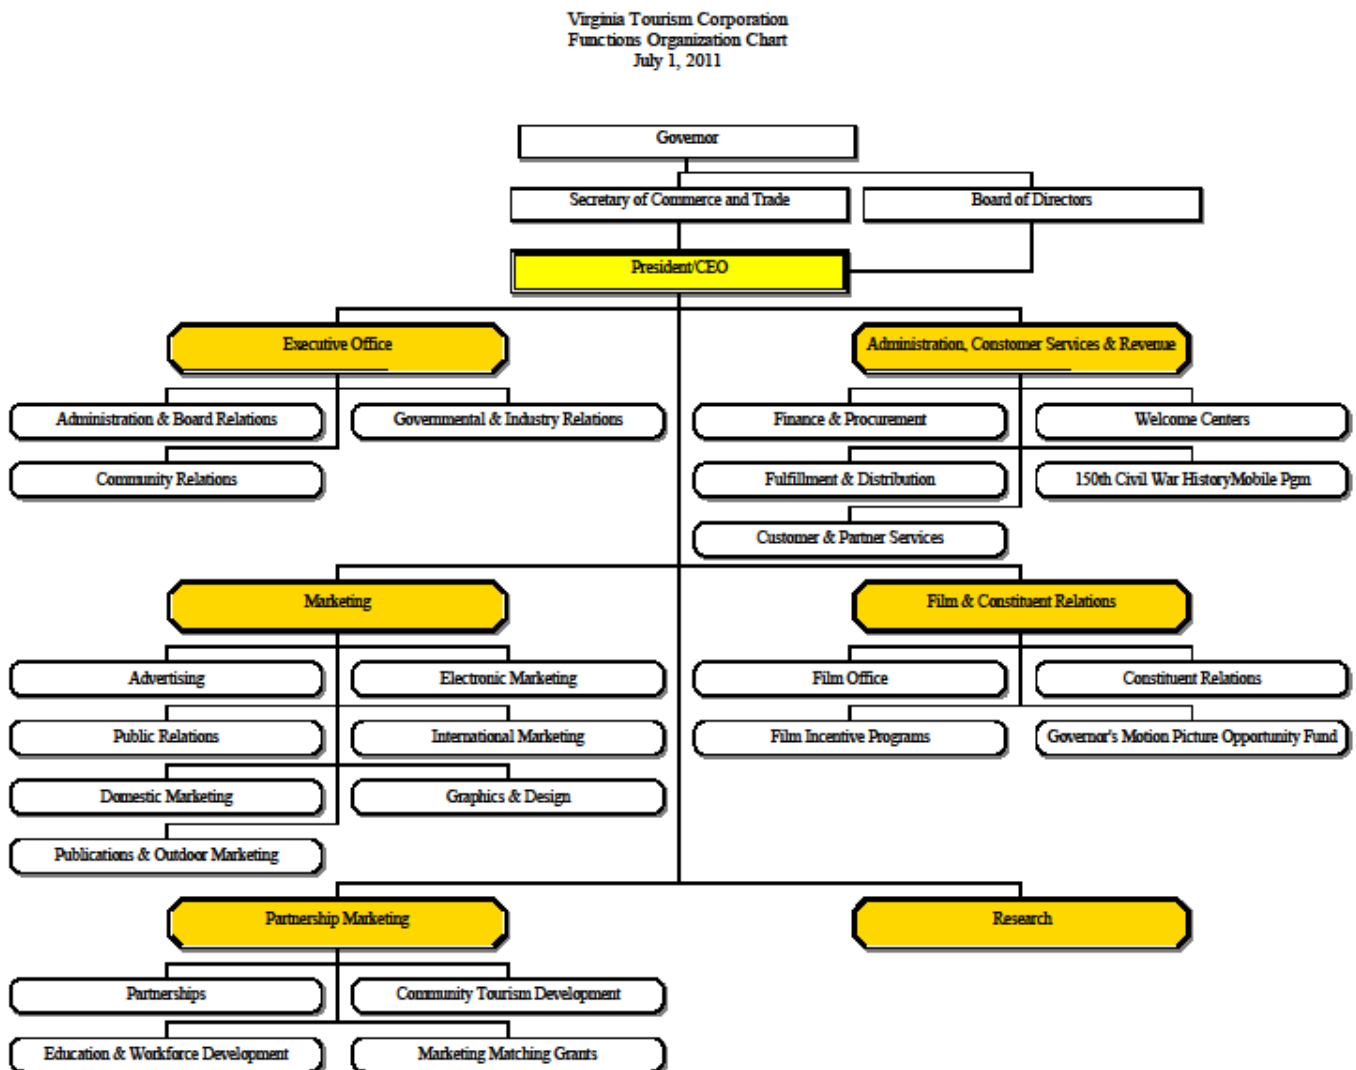 Virginia Tourism Corporation
Functions Organization Chart
July 1, 2011
Governor
Secretary of Commerce and Trade
Board of Directors
President/CEO
Executive Office
Administration, Constomer Services & Revenue
Administration & Board Relations
Governmental & Industry Relations
Finance & Procurement
Welcome Centers
Community Relations
Fulfillment & Distribution
150th Civil War HistoryMobile Pgm
Customer & Partner Services
Marketing
Film & Constituent Relations
Advertising
Electronic Marketing
Film Office
Constituent Relations
Public Relations
International Marketing
Film Incentive Programs
Governor's Motion Picture Opportunity Fund
Domestic Marketing
Graphics & Design
Publications & Outdoor Marketing
Partnership Marketing
Research
Partnerships
Community Tourism Development
Education & Workforce Development
Marketing Matching Grants